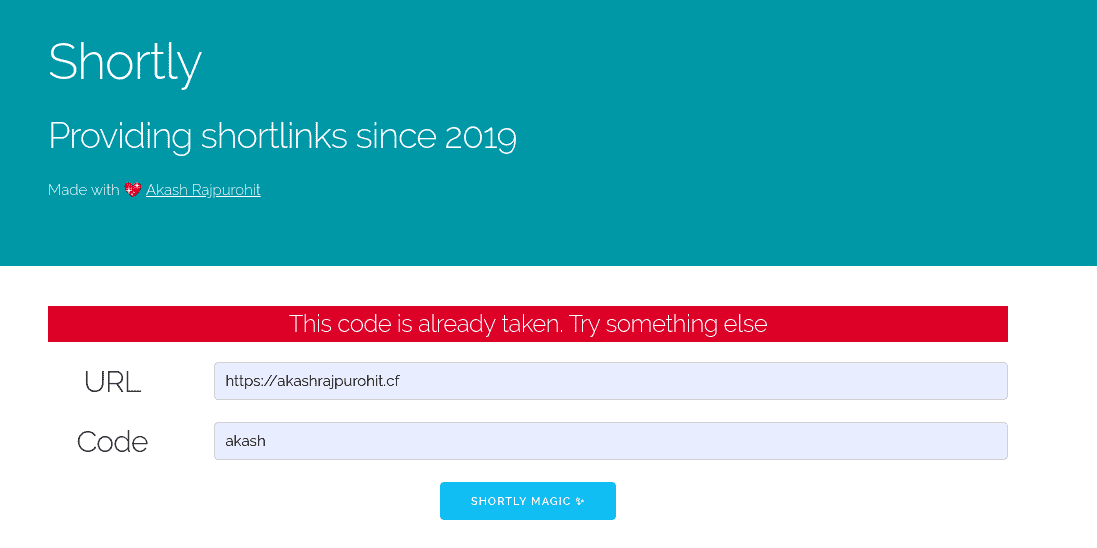 Shortly
Providing shortlinks since 2019
Made with 💖 Akash Rajpurohit
This code is already taken. Try something else
URL
https://akashrajpurohit.cf
Code
akash
SHORTLY MAGIC ✨